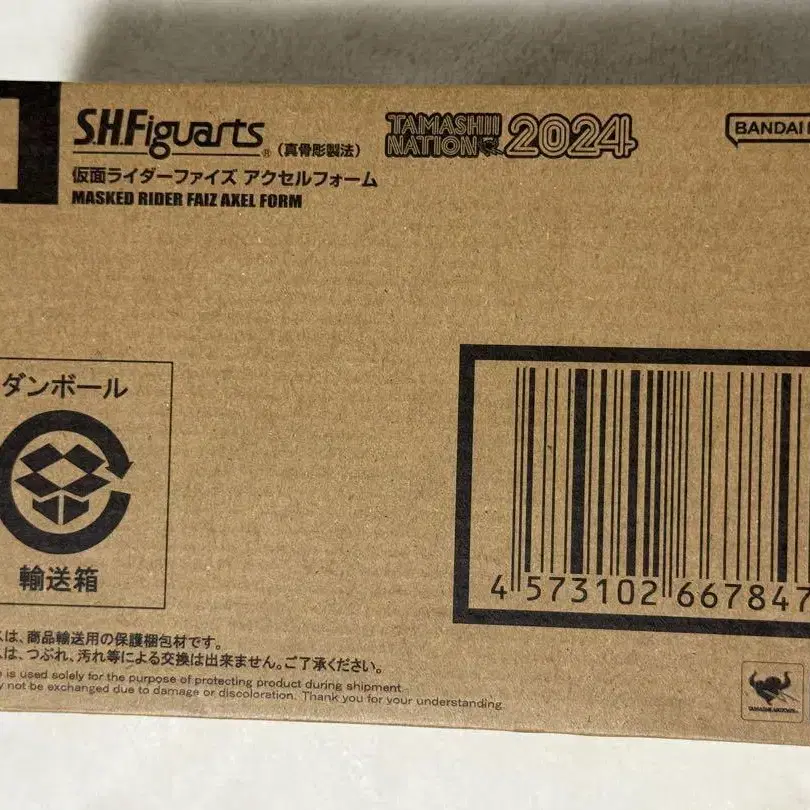 S.H.Figuarts® (真骨彫製法) TAMASHII NATION 2024 BANDAI
仮面ライダーファイズ アクセルフォーム
MASKED RIDER FAIZ AXEL FORM
ダンボール
輸送箱
4 573102 667847
は、商品輸送用の保護梱包材です。
は、つぶれ、汚れ等による交換は出来ません。ご了承ください。
is used solely for the purpose of protecting product during shipment.
y not be exchanged due to damage or discoloration. Thank you for your understanding.
TAMASHII NATIONS